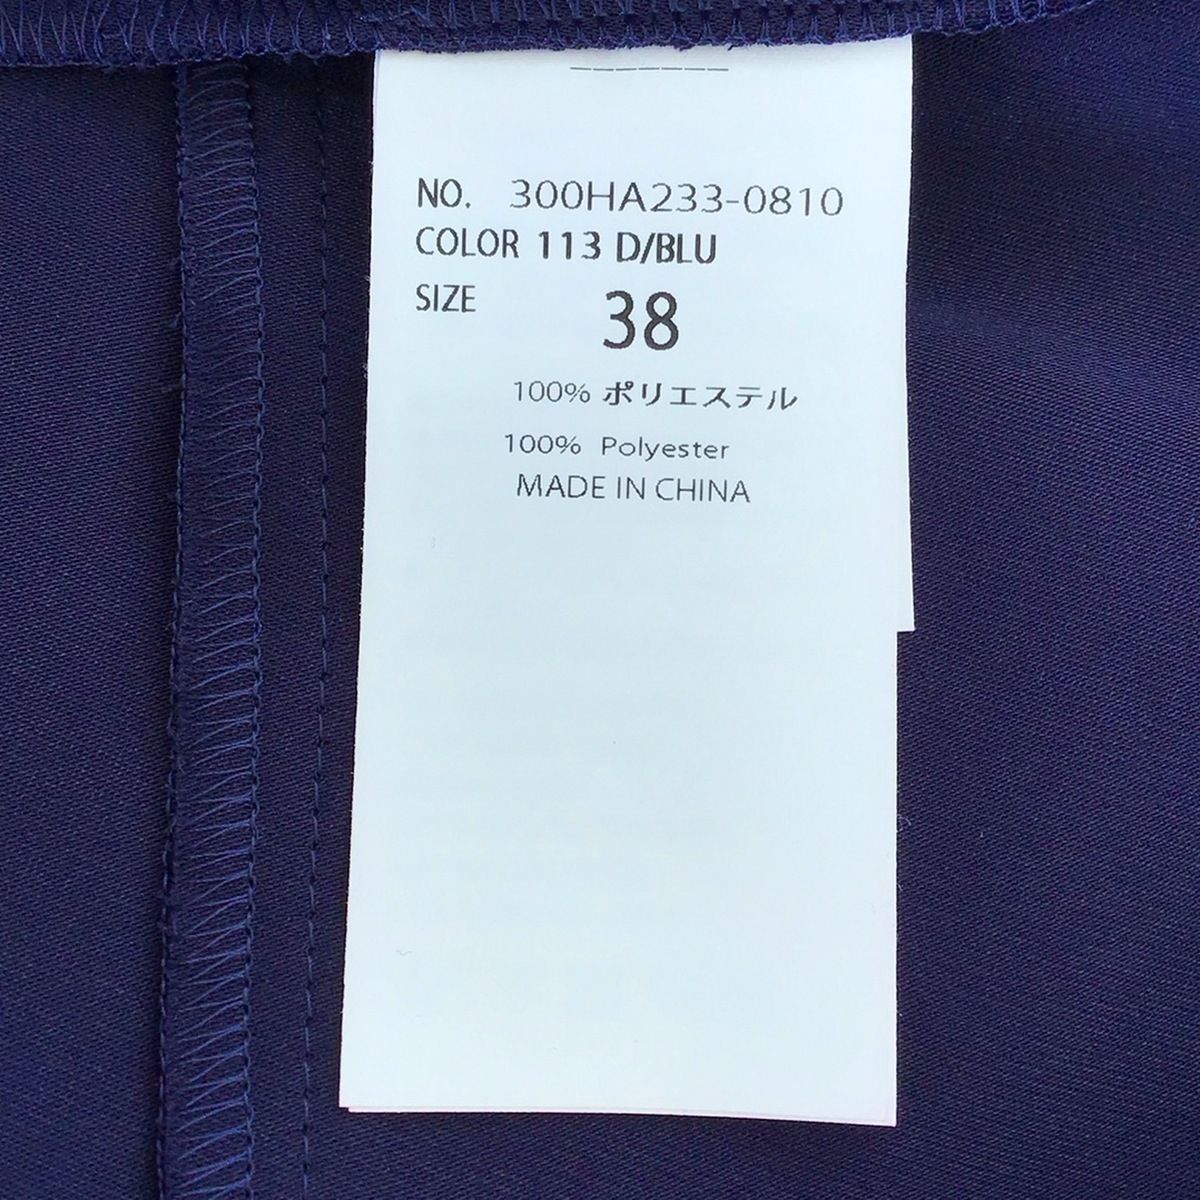 NO. 300HA233-0810
COLOR 113 D/BLU
SIZE 38
100% ポリエステル
100% Polyester
MADE IN CHINA